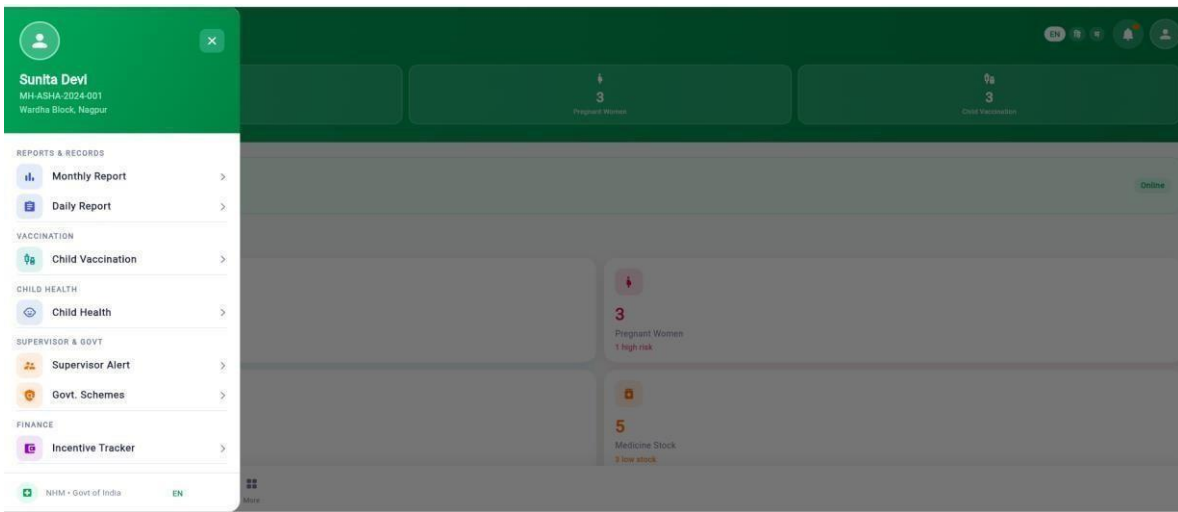 Sunita Devi
MH-ASHA-2024-001
Wardha Block, Nagpur
REPORTS & RECORDS
Monthly Report
Daily Report
VACCINATION
Child Vaccination
CHILD HEALTH
Child Health
SUPERVISOR & GOVT
Supervisor Alert
Govt. Schemes
FINANCE
Incentive Tracker
NHM • Govt of India
EN
EN
हि
म
3
Pregnant Women
3
Child Vaccination
Online
3
Pregnant Women
1 high risk
5
Medicine Stock
3 low stock
More